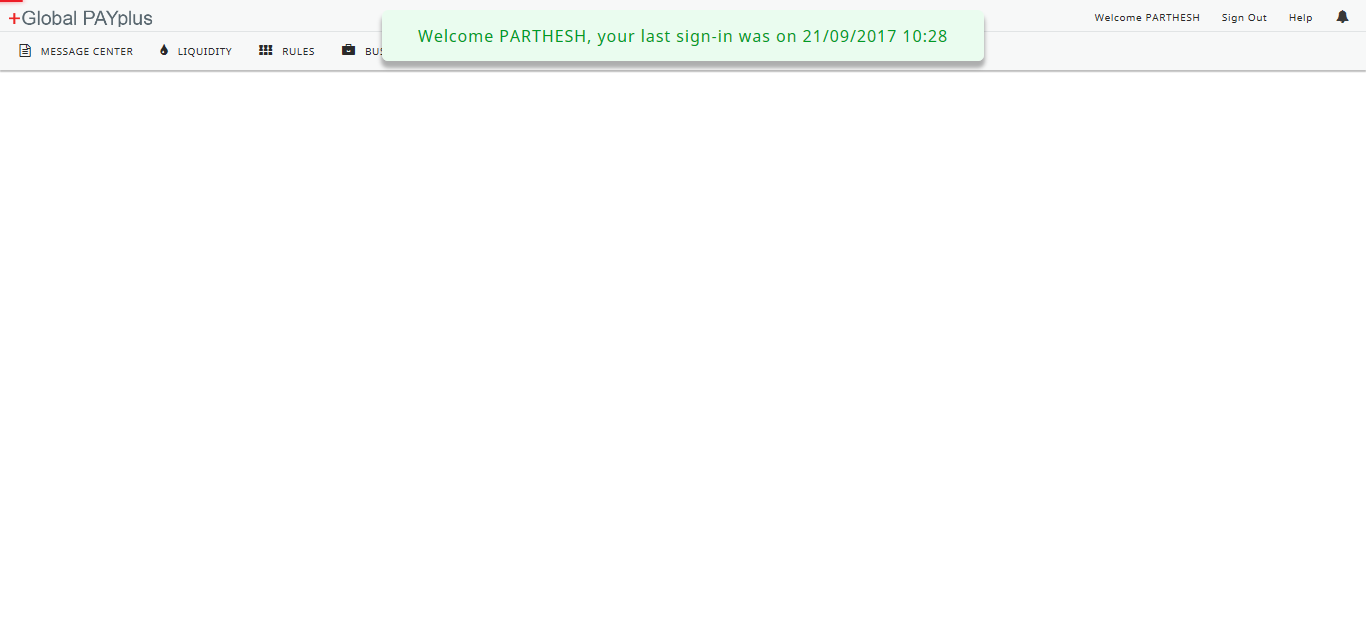 +Global PAYplus
Welcome PARTHESH
Sign Out
Help
Welcome PARTHESH, your last sign-in was on 21/09/2017 10:28
MESSAGE CENTER
LIQUIDITY
RULES